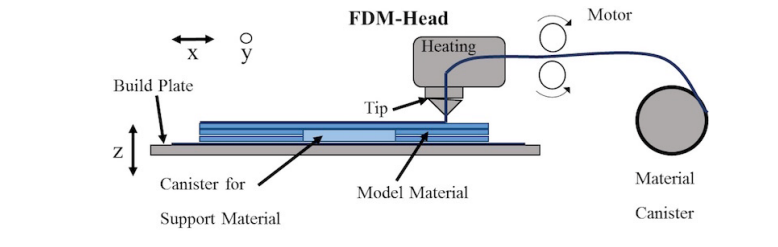 FDM-Head
Motor
Heating
x y
Build Plate
Tip
z
Canister for
Support Material
Model Material
Material
Canister